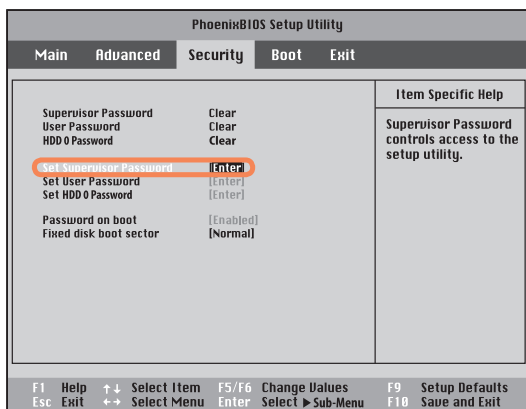 PhoenixBIOS Setup Utility
Main Advanced Security Boot Exit
Item Specific Help
Supervisor Password Clear
User Password Clear
HDD 0 Password Clear
Set Supervisor Password [Enter]
Set User Password [Enter]
Set HDD 0 Password [Enter]
Password on boot [Enabled]
Fixed disk boot sector [Normal]
Supervisor Password
controls access to the
setup utility.
F1 Help ↑↓ Select Item F5/F6 Change Values F9 Setup Defaults
Esc Exit ←→ Select Menu Enter Select ▶ Sub-Menu F10 Save and Exit